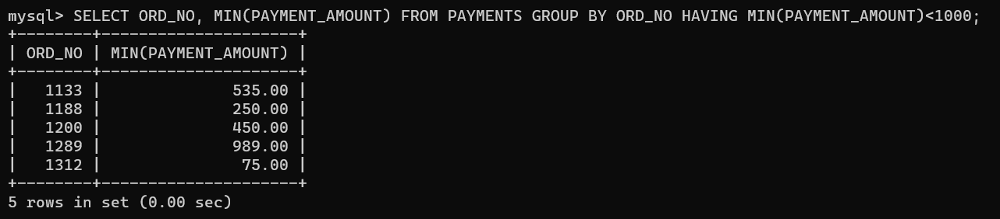 mysql> SELECT ORD_NO, MIN(PAYMENT_AMOUNT) FROM PAYMENTS GROUP BY ORD_NO HAVING MIN(PAYMENT_AMOUNT)<1000;
+--------+---------------------+
| ORD_NO | MIN(PAYMENT_AMOUNT) |
+--------+---------------------+
|   1133 |              535.00 |
|   1188 |              250.00 |
|   1200 |              450.00 |
|   1289 |              989.00 |
|   1312 |               75.00 |
+--------+---------------------+
5 rows in set (0.00 sec)